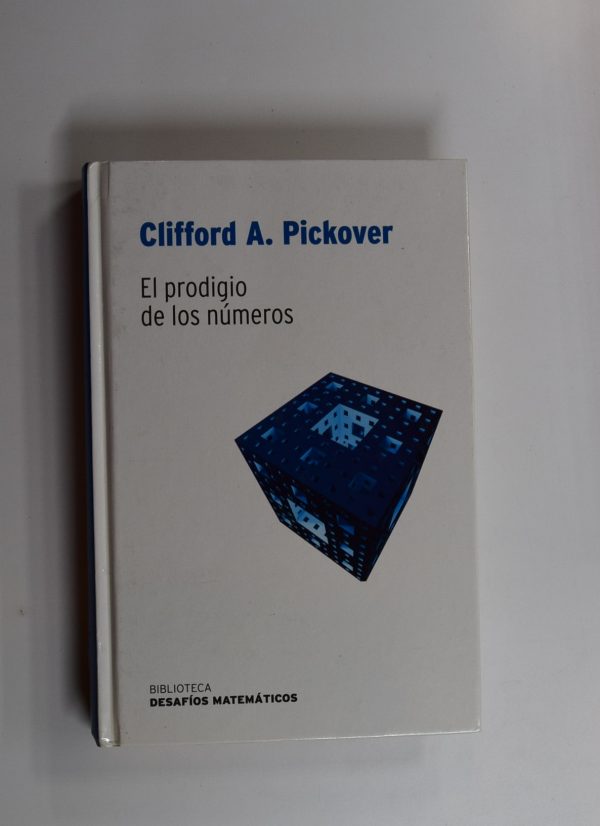 Clifford A. Pickover
El prodigio
de los números
BIBLIOTECA
DESAFÍOS MATEMÁTICOS